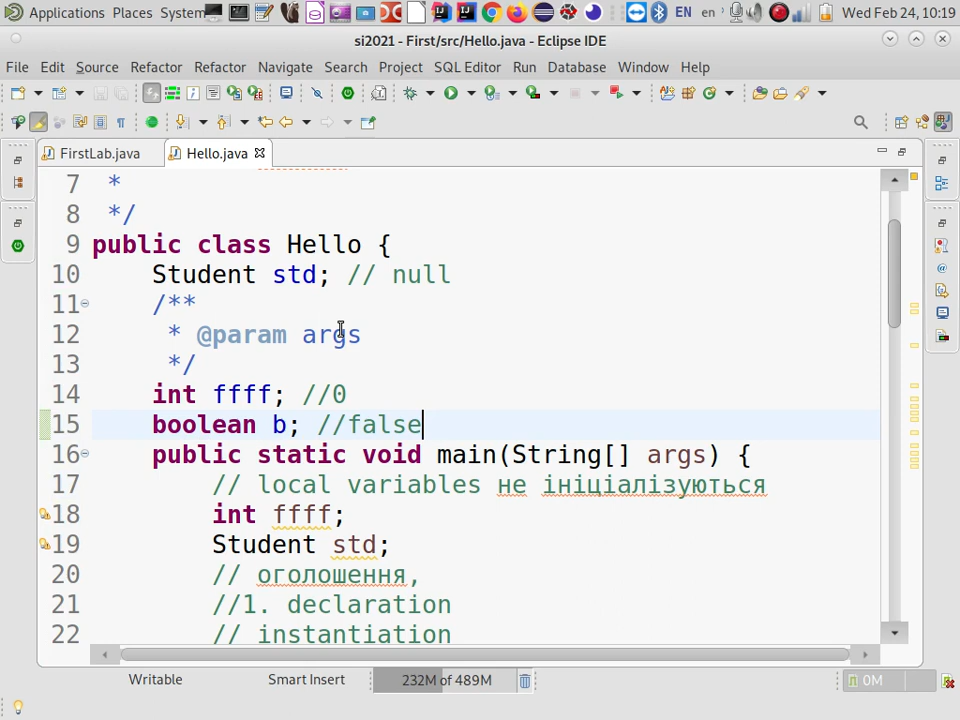 Applications Places System EN en Wed Feb 24, 10:19
si2021 - First/src/Hello.java - Eclipse IDE
File Edit Source Refactor Refactor Navigate Search Project SQL Editor Run Database Window Help
FirstLab.java Hello.java
7 *
8 */
9 public class Hello {
10 Student std; // null
11 /**
12 * @param args
13 */
14 int ffff; //0
15 boolean b; //false
16 public static void main(String[] args) {
17 // local variables не ініціалізуються
18 int ffff;
19 Student std;
20 // оголошення,
21 //1. declaration
22 // instantiation
Writable Smart Insert 232M of 489M 0M